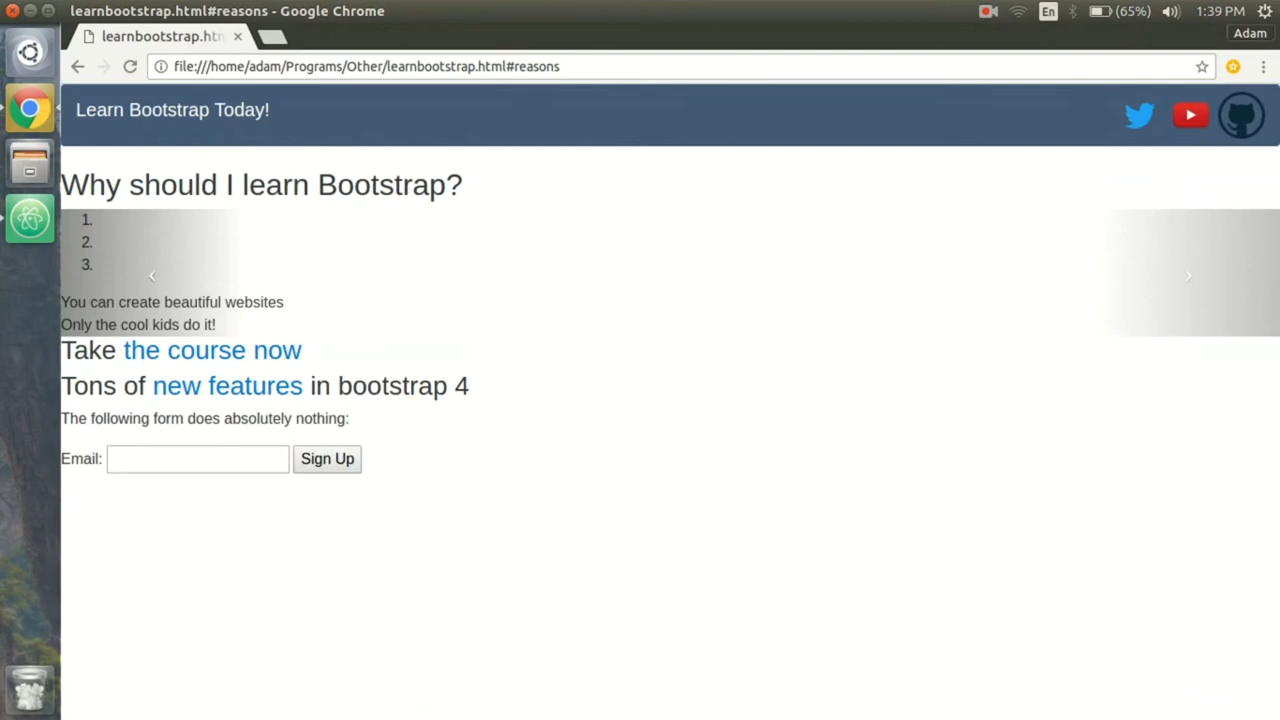 learnbootstrap.html#reasons - Google Chrome
En
(65%)
1:39 PM
learnbootstrap.htm
Adam
file:///home/adam/Programs/Other/learnbootstrap.html#reasons
Learn Bootstrap Today!
Why should I learn Bootstrap?
1.
2.
3.
You can create beautiful websites
Only the cool kids do it!
Take the course now
Tons of new features in bootstrap 4
The following form does absolutely nothing:
Email:
Sign Up